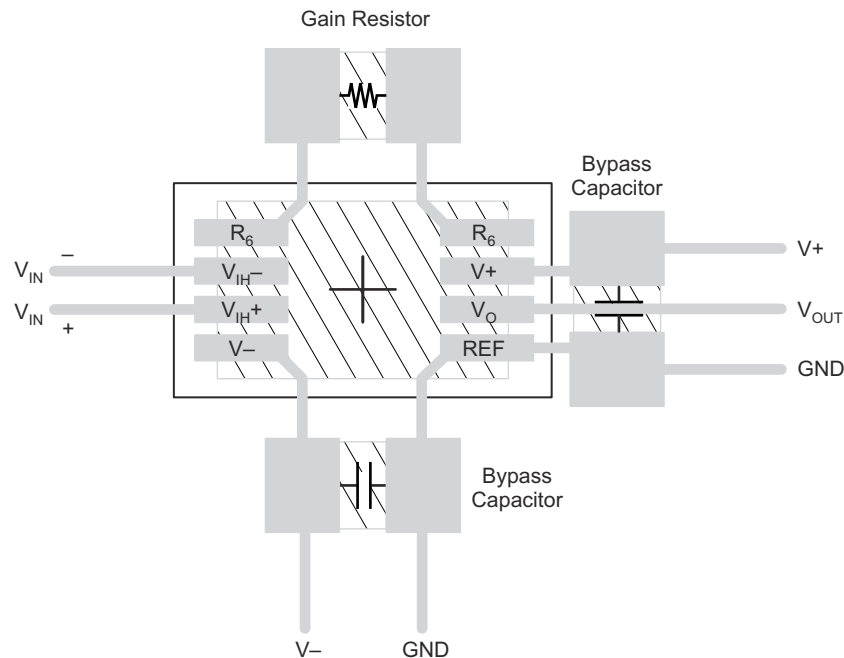 Gain Resistor
Bypass
Capacitor
R6 R6
VIN – VIH– V+ V+
VIN + VIH+ VO VOUT
V– REF GND
Bypass
Capacitor
V– GND